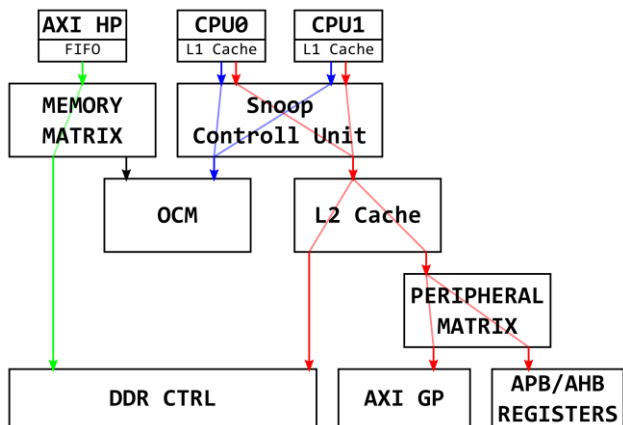 AXI HP
FIFO
CPU0
L1 Cache
CPU1
L1 Cache
MEMORY
MATRIX
Snoop
Controll Unit
OCM
L2 Cache
PERIPHERAL
MATRIX
DDR CTRL
AXI GP
APB/AHB
REGISTERS